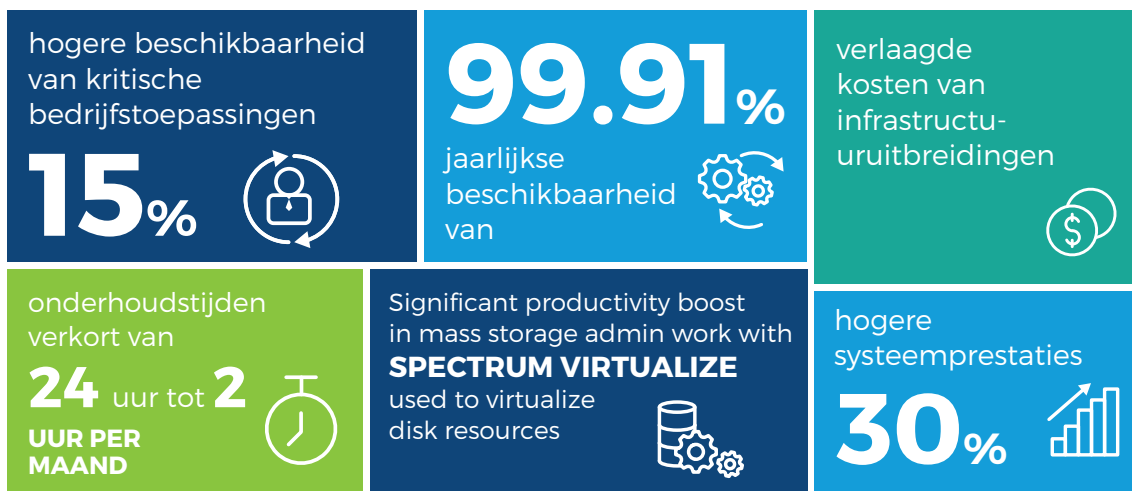 hogere beschikbaarheid
van kritische
bedrijfstoepassingen
15%
99.91%
jaarlijkse
beschikbaarheid
van
verlaagde
kosten van
infrastructu-
uruitbreidingen
$
onderhoudstijden
verkort van
24 uur tot 2
UUR PER
MAAND
Significant productivity boost
in mass storage admin work with
SPECTRUM VIRTUALIZE
used to virtualize
disk resources
hogere
systeemprestaties
30%